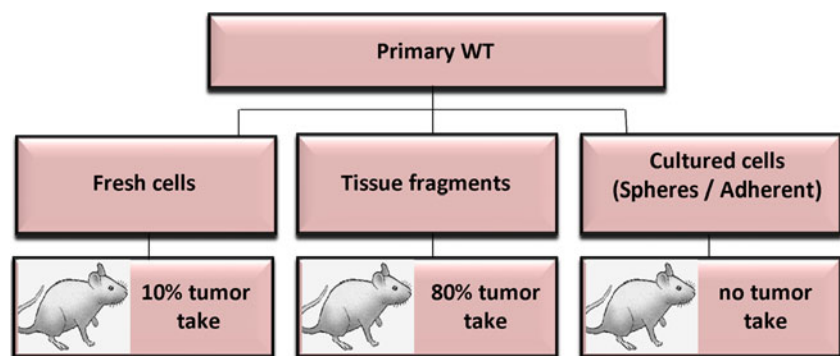 Primary WT
Fresh cells
Tissue fragments
Cultured cells
(Spheres / Adherent)
10% tumor
take
80% tumor
take
no tumor
take